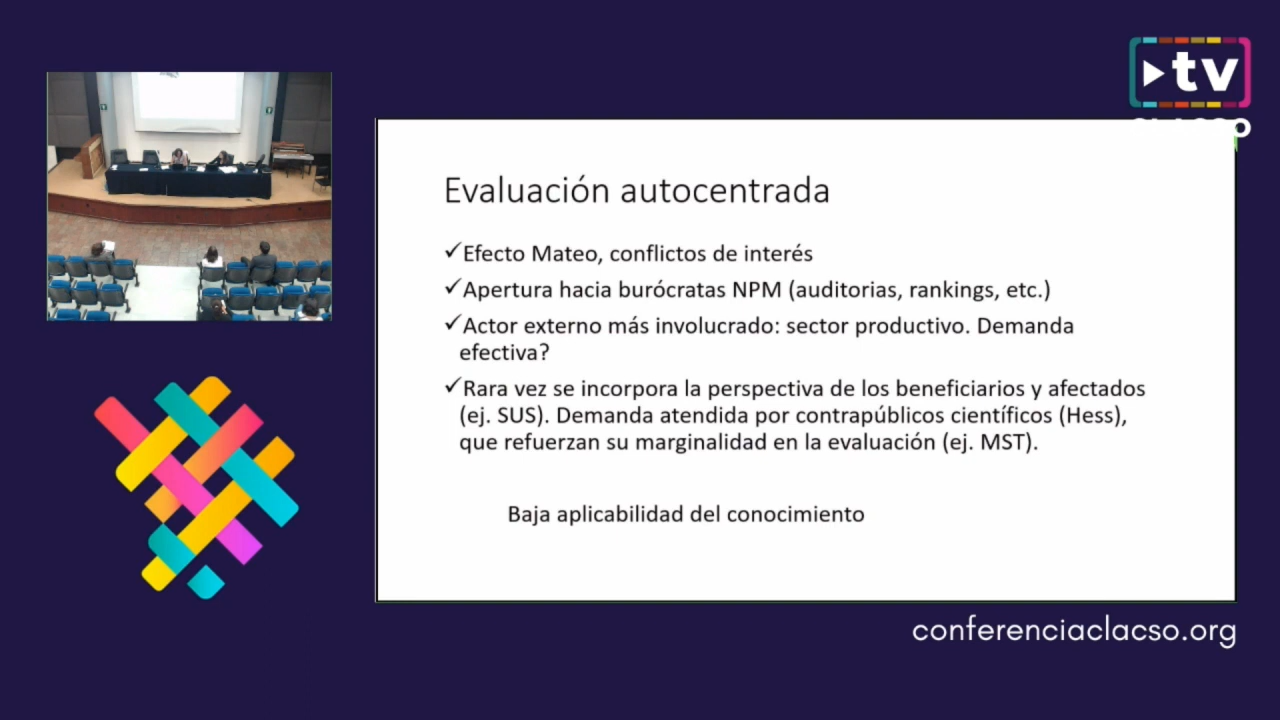 tv
Evaluación autocentrada
✓Efecto Mateo, conflictos de interés
✓Apertura hacia burócratas NPM (auditorias, rankings, etc.)
✓Actor externo más involucrado: sector productivo. Demanda
efectiva?
✓Rara vez se incorpora la perspectiva de los beneficiarios y afectados
(ej. SUS). Demanda atendida por contrapúblicos científicos (Hess),
que refuerzan su marginalidad en la evaluación (ej. MST).
Baja aplicabilidad del conocimiento
conferenciaclacso.org